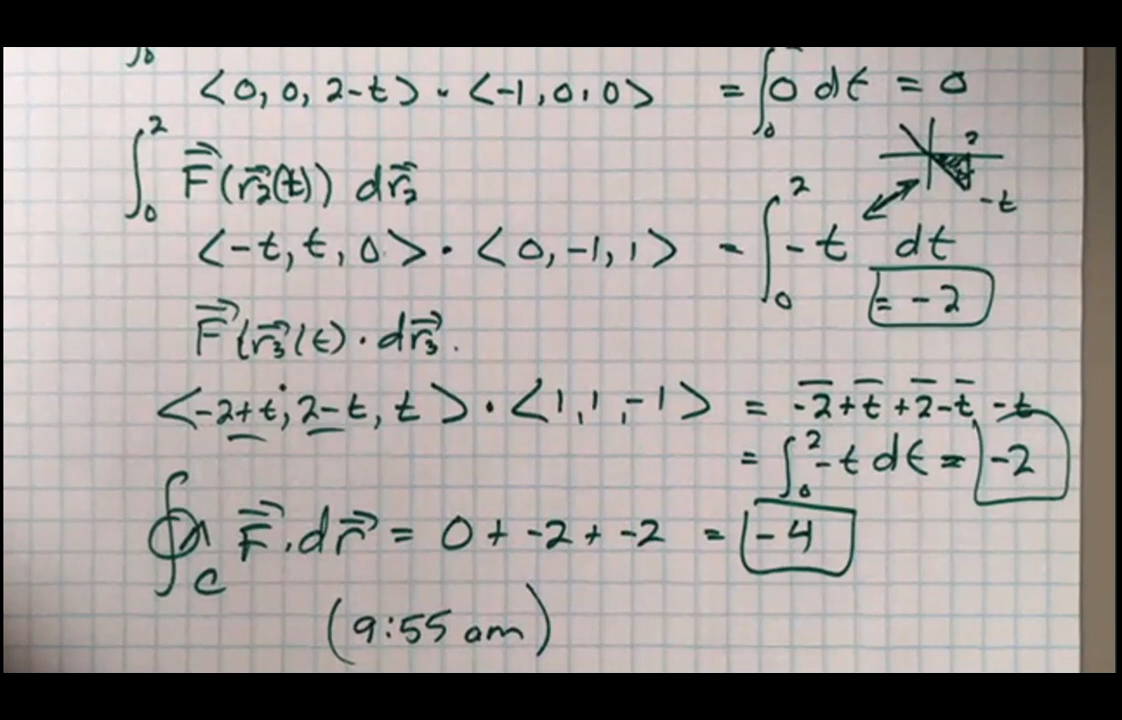 ∫₀
<0, 0, 2-t> · <-1, 0, 0> = ∫₀ 0 dt = 0
∫₀² F⃗(r⃗₂(t)) dr⃗₂
2
-t
<-t, t, 0> · <0, -1, 1> = ∫₀² -t dt
= -2
F⃗(r⃗₃(t) · dr⃗₃.
<-2+t, 2-t, t> · <1, 1, -1> = -2+t+2-t -t
= ∫₀² -t dt = -2
∮_C F⃗ · dr⃗ = 0 + -2 + -2 = -4
(9:55 am)